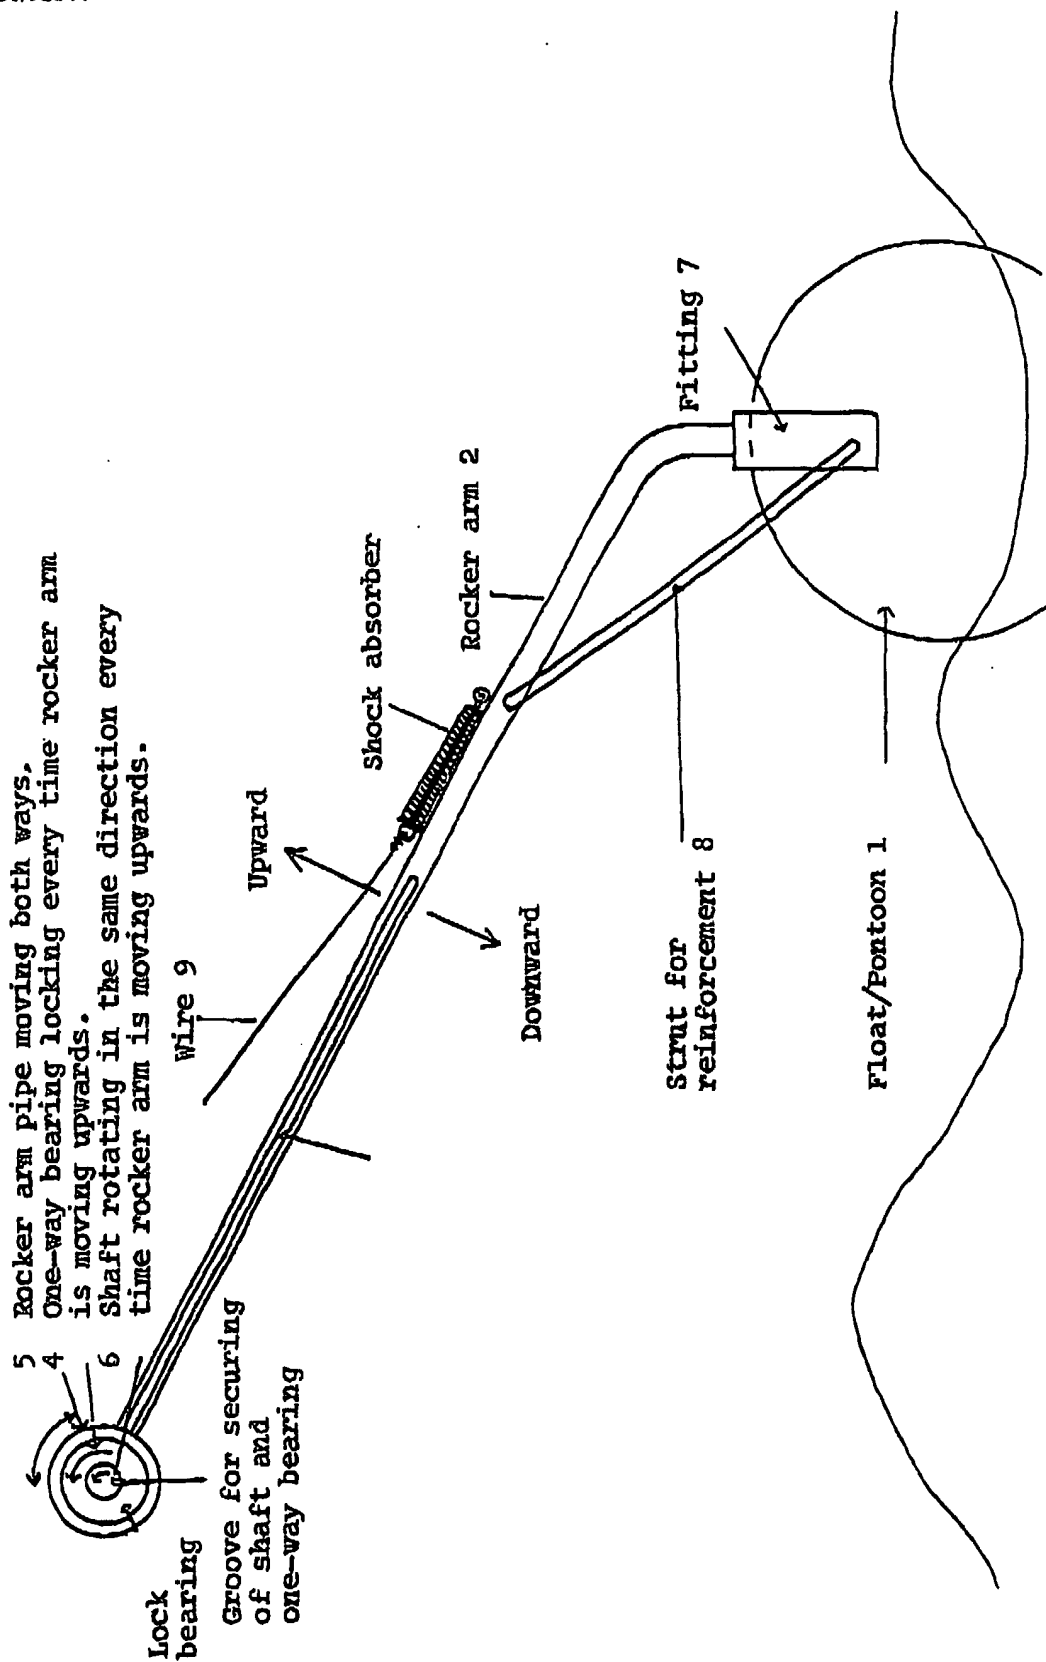 5 Rocker arm pipe moving both ways.
4 One-way bearing locking every time rocker arm
is moving upwards.
6 Shaft rotating in the same direction every
time rocker arm is moving upwards.
Wire 9
Upward
Shock absorber
Rocker arm 2
Fitting 7
Lock
bearing
Groove for securing
of shaft and
one-way bearing
Downward
Strut for
reinforcement 8
Float/Pontoon 1